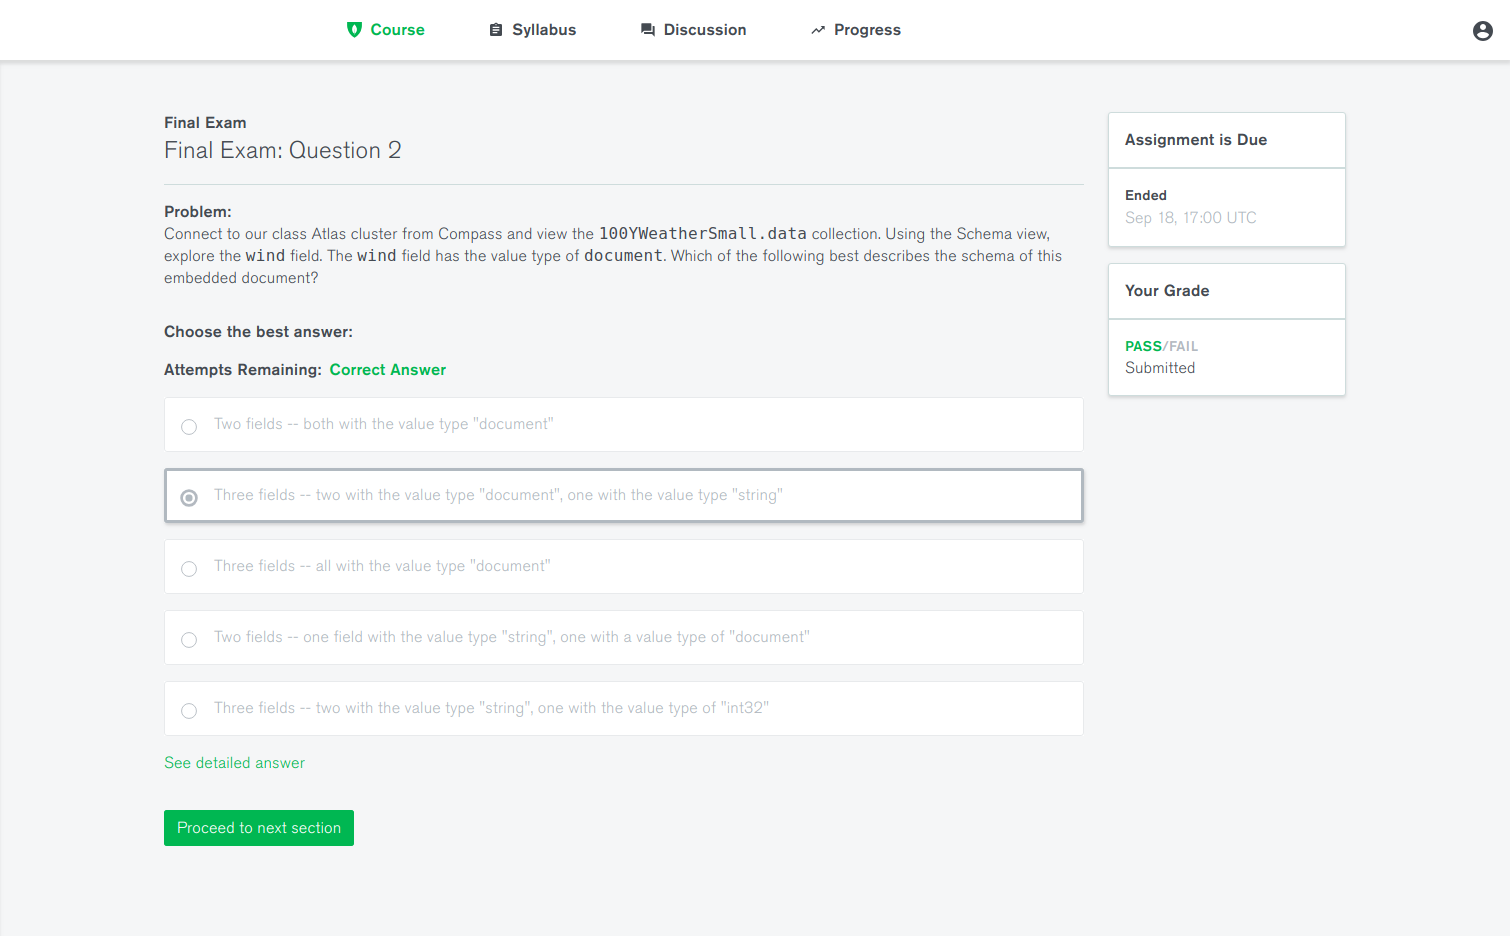 Course
Syllabus
Discussion
Progress
Final Exam
Final Exam: Question 2
Problem:
Connect to our class Atlas cluster from Compass and view the 100YWeatherSmall.data collection. Using the Schema view,
explore the wind field. The wind field has the value type of document. Which of the following best describes the schema of this
embedded document?
Choose the best answer:
Attempts Remaining: Correct Answer
Two fields -- both with the value type "document"
Three fields -- two with the value type "document", one with the value type "string"
Three fields -- all with the value type "document"
Two fields -- one field with the value type "string", one with a value type of "document"
Three fields -- two with the value type "string", one with the value type of "int32"
See detailed answer
Proceed to next section
Assignment is Due
Ended
Sep 18, 17:00 UTC
Your Grade
PASS/FAIL
Submitted